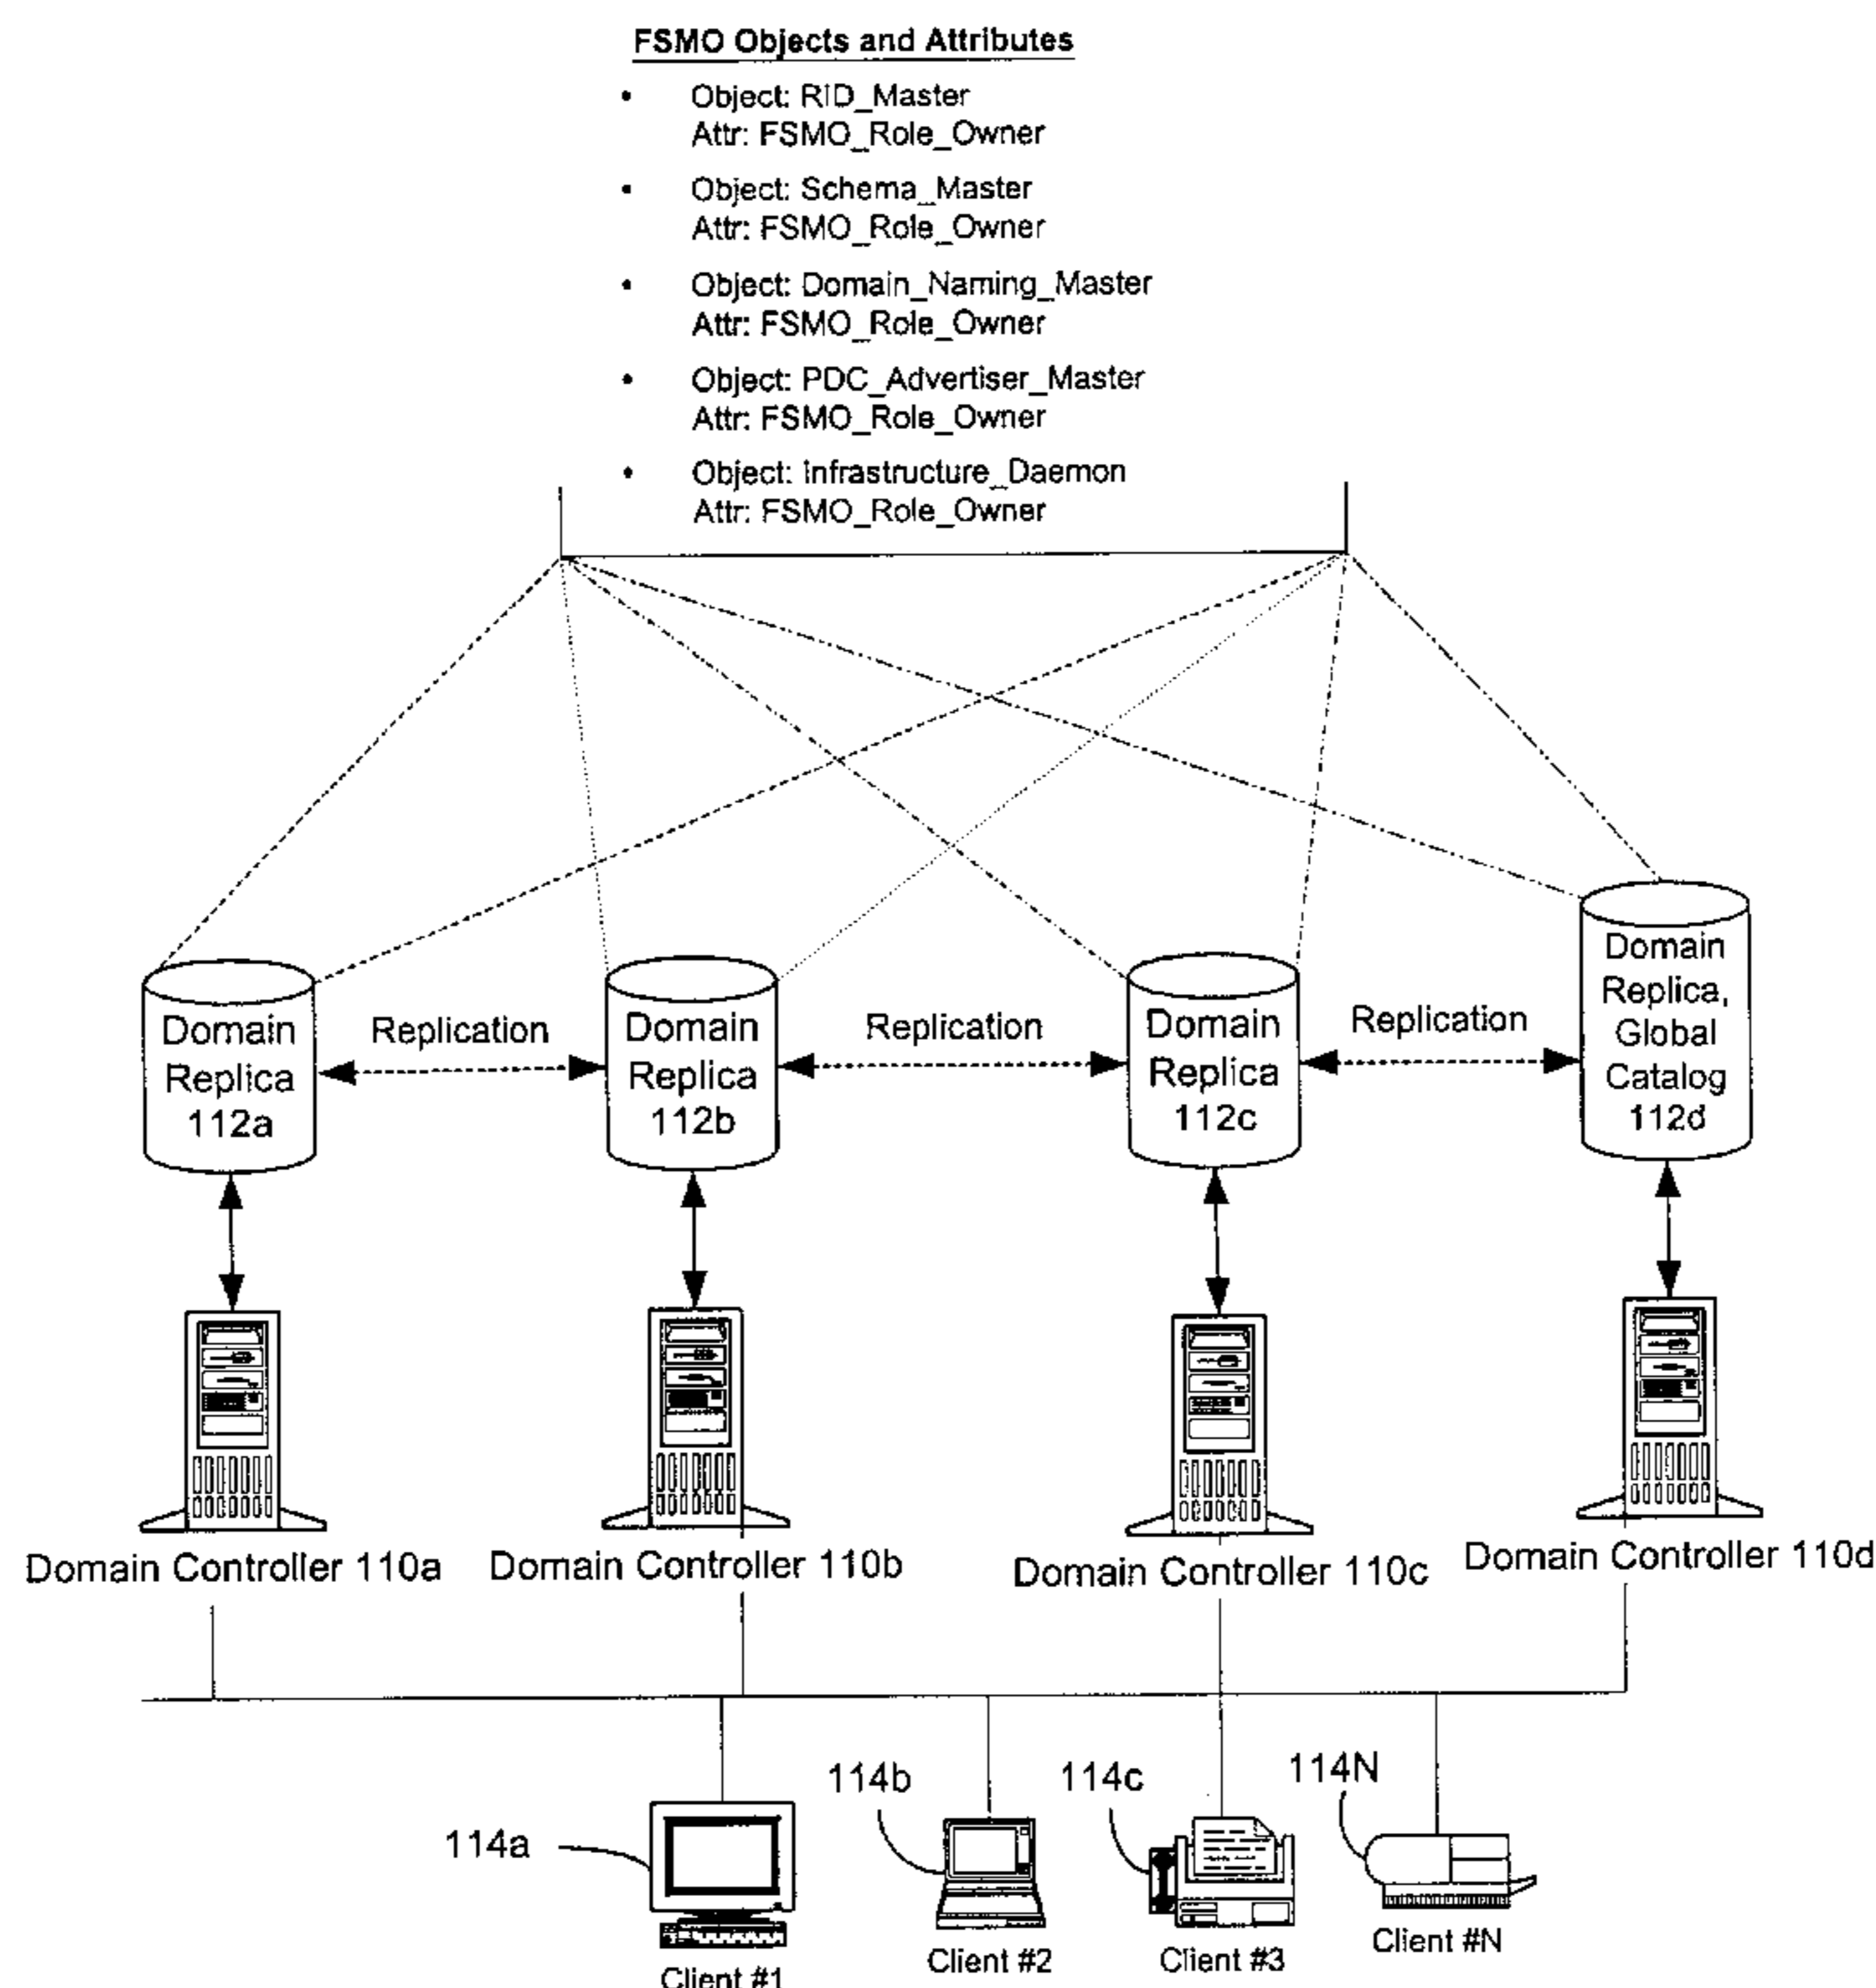 FSMO Objects and Attributes
• Object: RID_Master
Attr: FSMO_Role_Owner
• Object: Schema_Master
Attr: FSMO_Role_Owner
• Object: Domain_Naming_Master
Attr: FSMO_Role_Owner
• Object: PDC_Advertiser_Master
Attr: FSMO_Role_Owner
• Object: Infrastructure_Daemon
Attr: FSMO_Role_Owner
Domain
Replica
112a
Replication
Domain
Replica
112b
Replication
Domain
Replica
112c
Replication
Domain
Replica,
Global
Catalog
112d
Domain Controller 110a
Domain Controller 110b
Domain Controller 110c
Domain Controller 110d
114a
114b
114c
114N
Client #1
Client #2
Client #3
Client #N